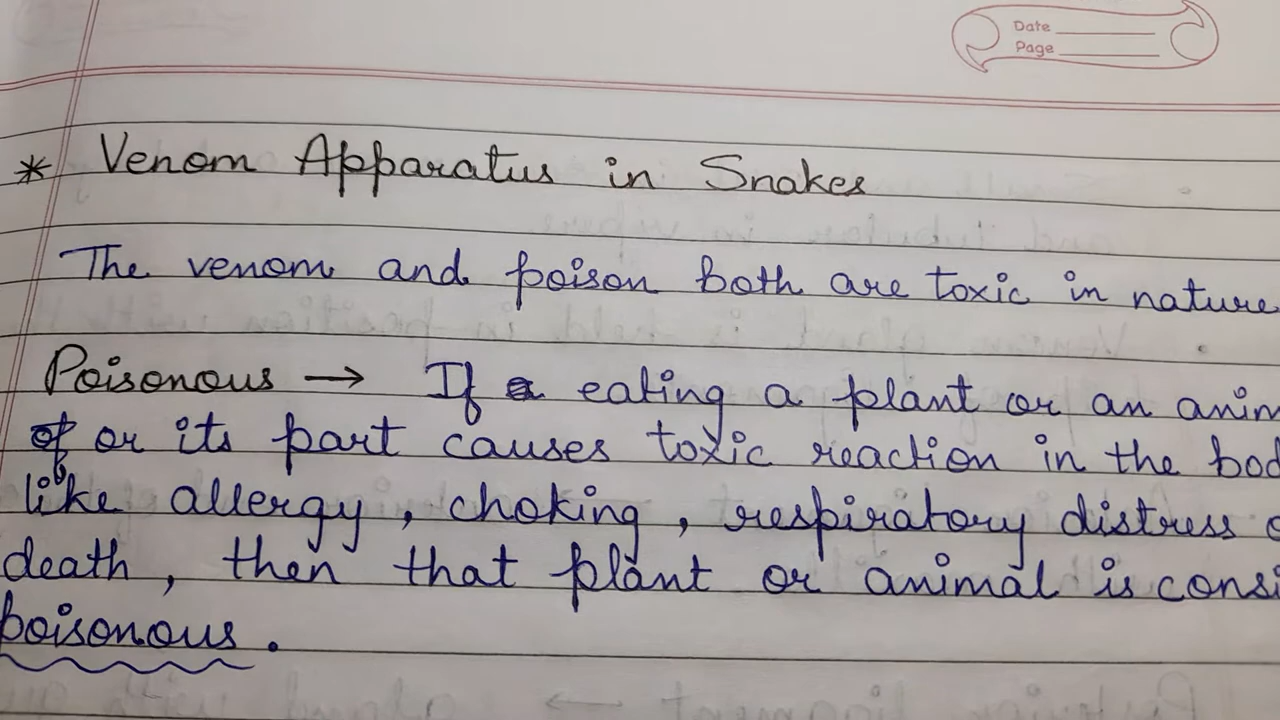 Date
Page
* Venom Apparatus in Snakes
The venom and poison both are toxic in nature
Poisonous → If eating a plant or an anim
or its part causes toxic reaction in the bod
like allergy, choking, respiratory distress
death, then that plant or animal is consi
poisonous.